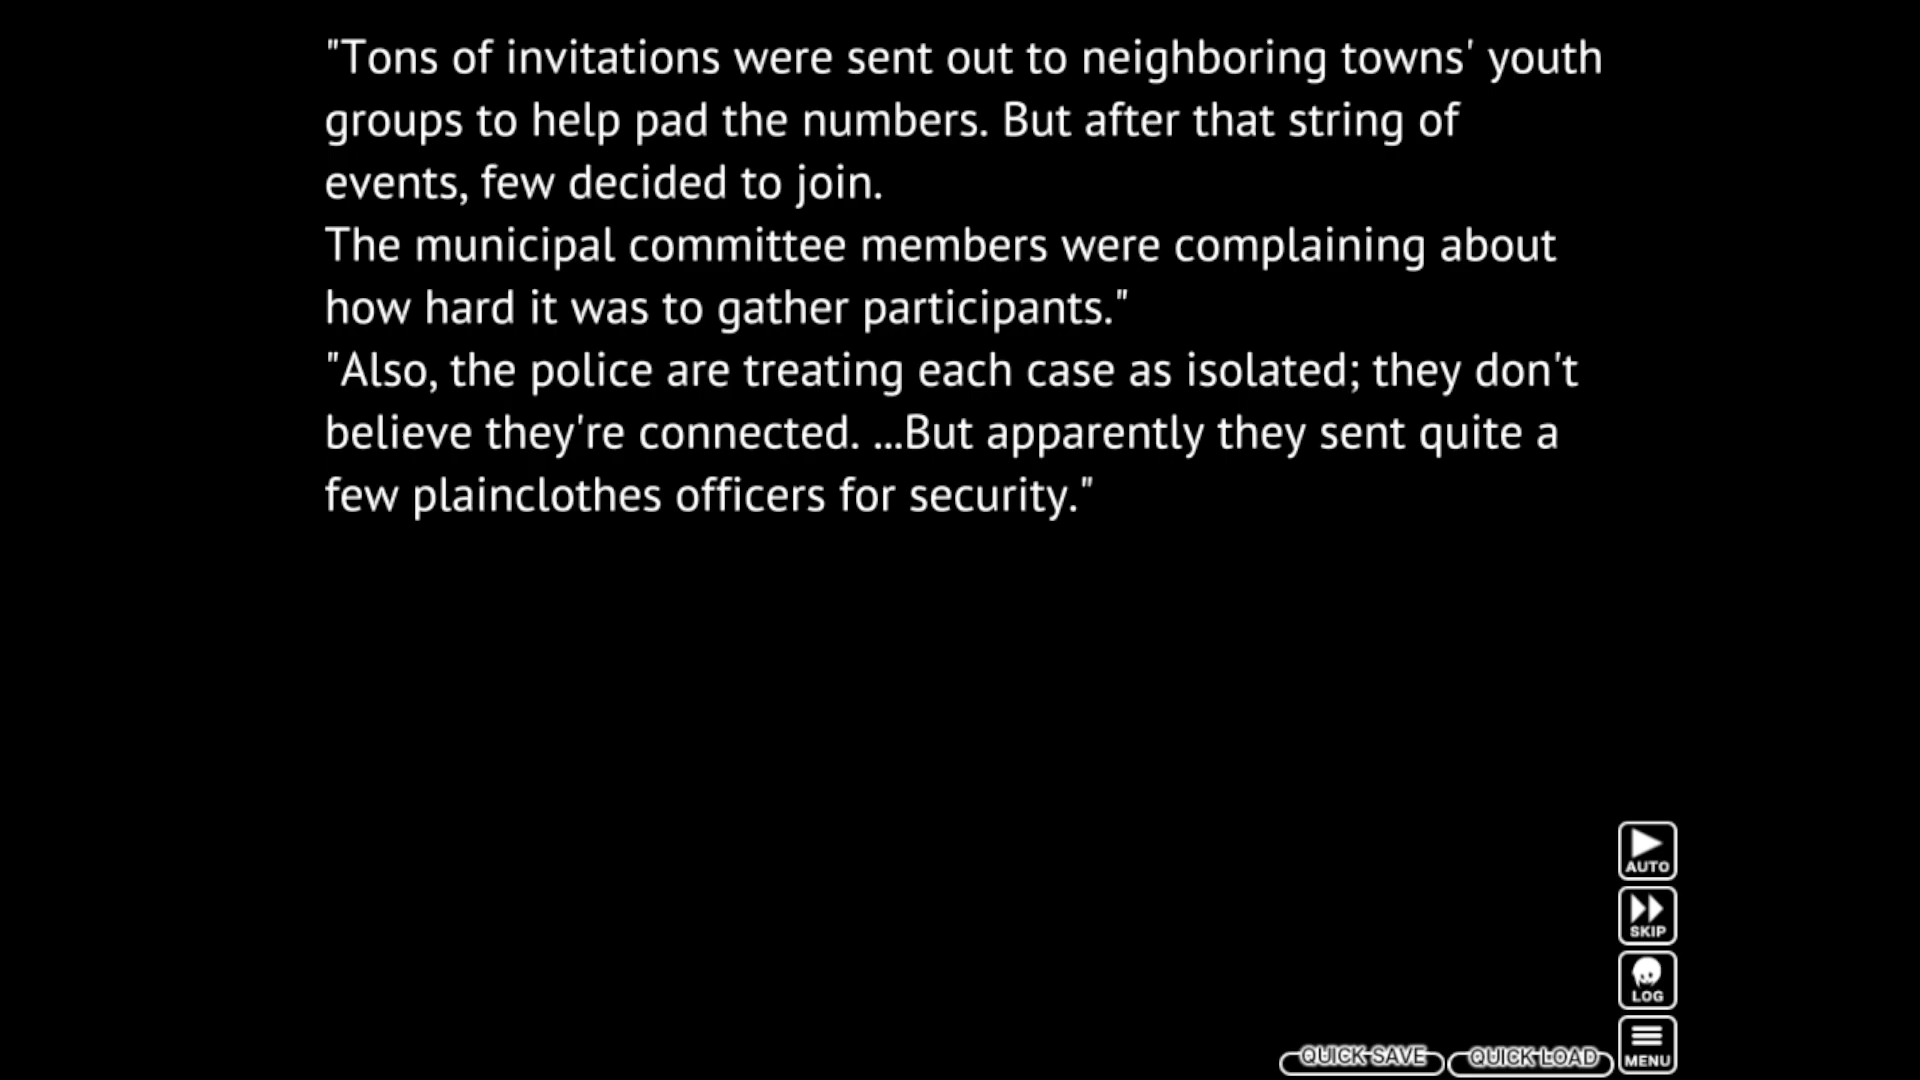 "Tons of invitations were sent out to neighboring towns' youth
groups to help pad the numbers. But after that string of
events, few decided to join.
The municipal committee members were complaining about
how hard it was to gather participants."
"Also, the police are treating each case as isolated; they don't
believe they're connected. ...But apparently they sent quite a
few plainclothes officers for security."
AUTO
SKIP
LOG
MENU
QUICK SAVE
QUICK LOAD